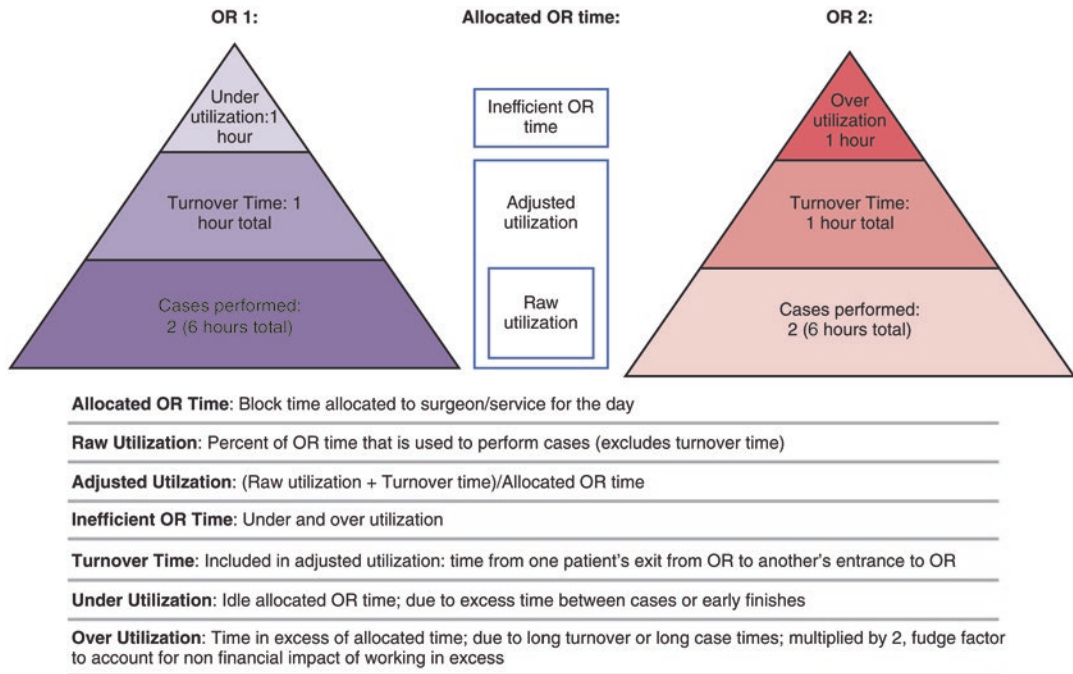 OR 1:
Allocated OR time:
OR 2:
Under
utilization:1
hour
Turnover Time: 1
hour total
Cases performed:
2 (6 hours total)
Inefficient OR
time
Adjusted
utilization
Raw
utilization
Over
utilization
1 hour
Turnover Time:
1 hour total
Cases performed:
2 (6 hours total)
Allocated OR Time: Block time allocated to surgeon/service for the day
Raw Utilization: Percent of OR time that is used to perform cases (excludes turnover time)
Adjusted Utilzation: (Raw utilization + Turnover time)/Allocated OR time
Inefficient OR Time: Under and over utilization
Turnover Time: Included in adjusted utilization: time from one patient's exit from OR to another's entrance to OR
Under Utilization: Idle allocated OR time; due to excess time between cases or early finishes
Over Utilization: Time in excess of allocated time; due to long turnover or long case times; multiplied by 2, fudge factor
to account for non financial impact of working in excess